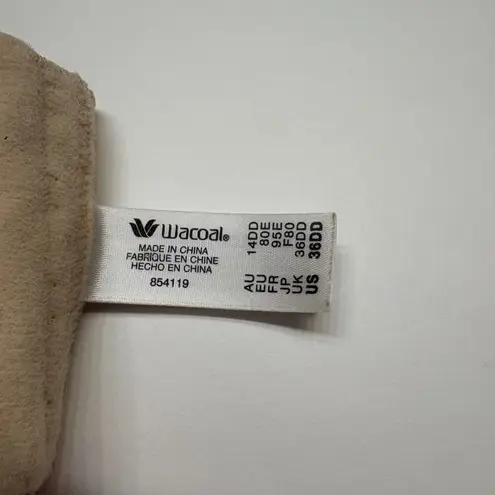 Wacoal®
MADE IN CHINA
FABRIQUE EN CHINE
HECHO EN CHINA
854119
AU 14DD
EU 80E
FR 95E
JP F80
UK 36DD
US 36DD